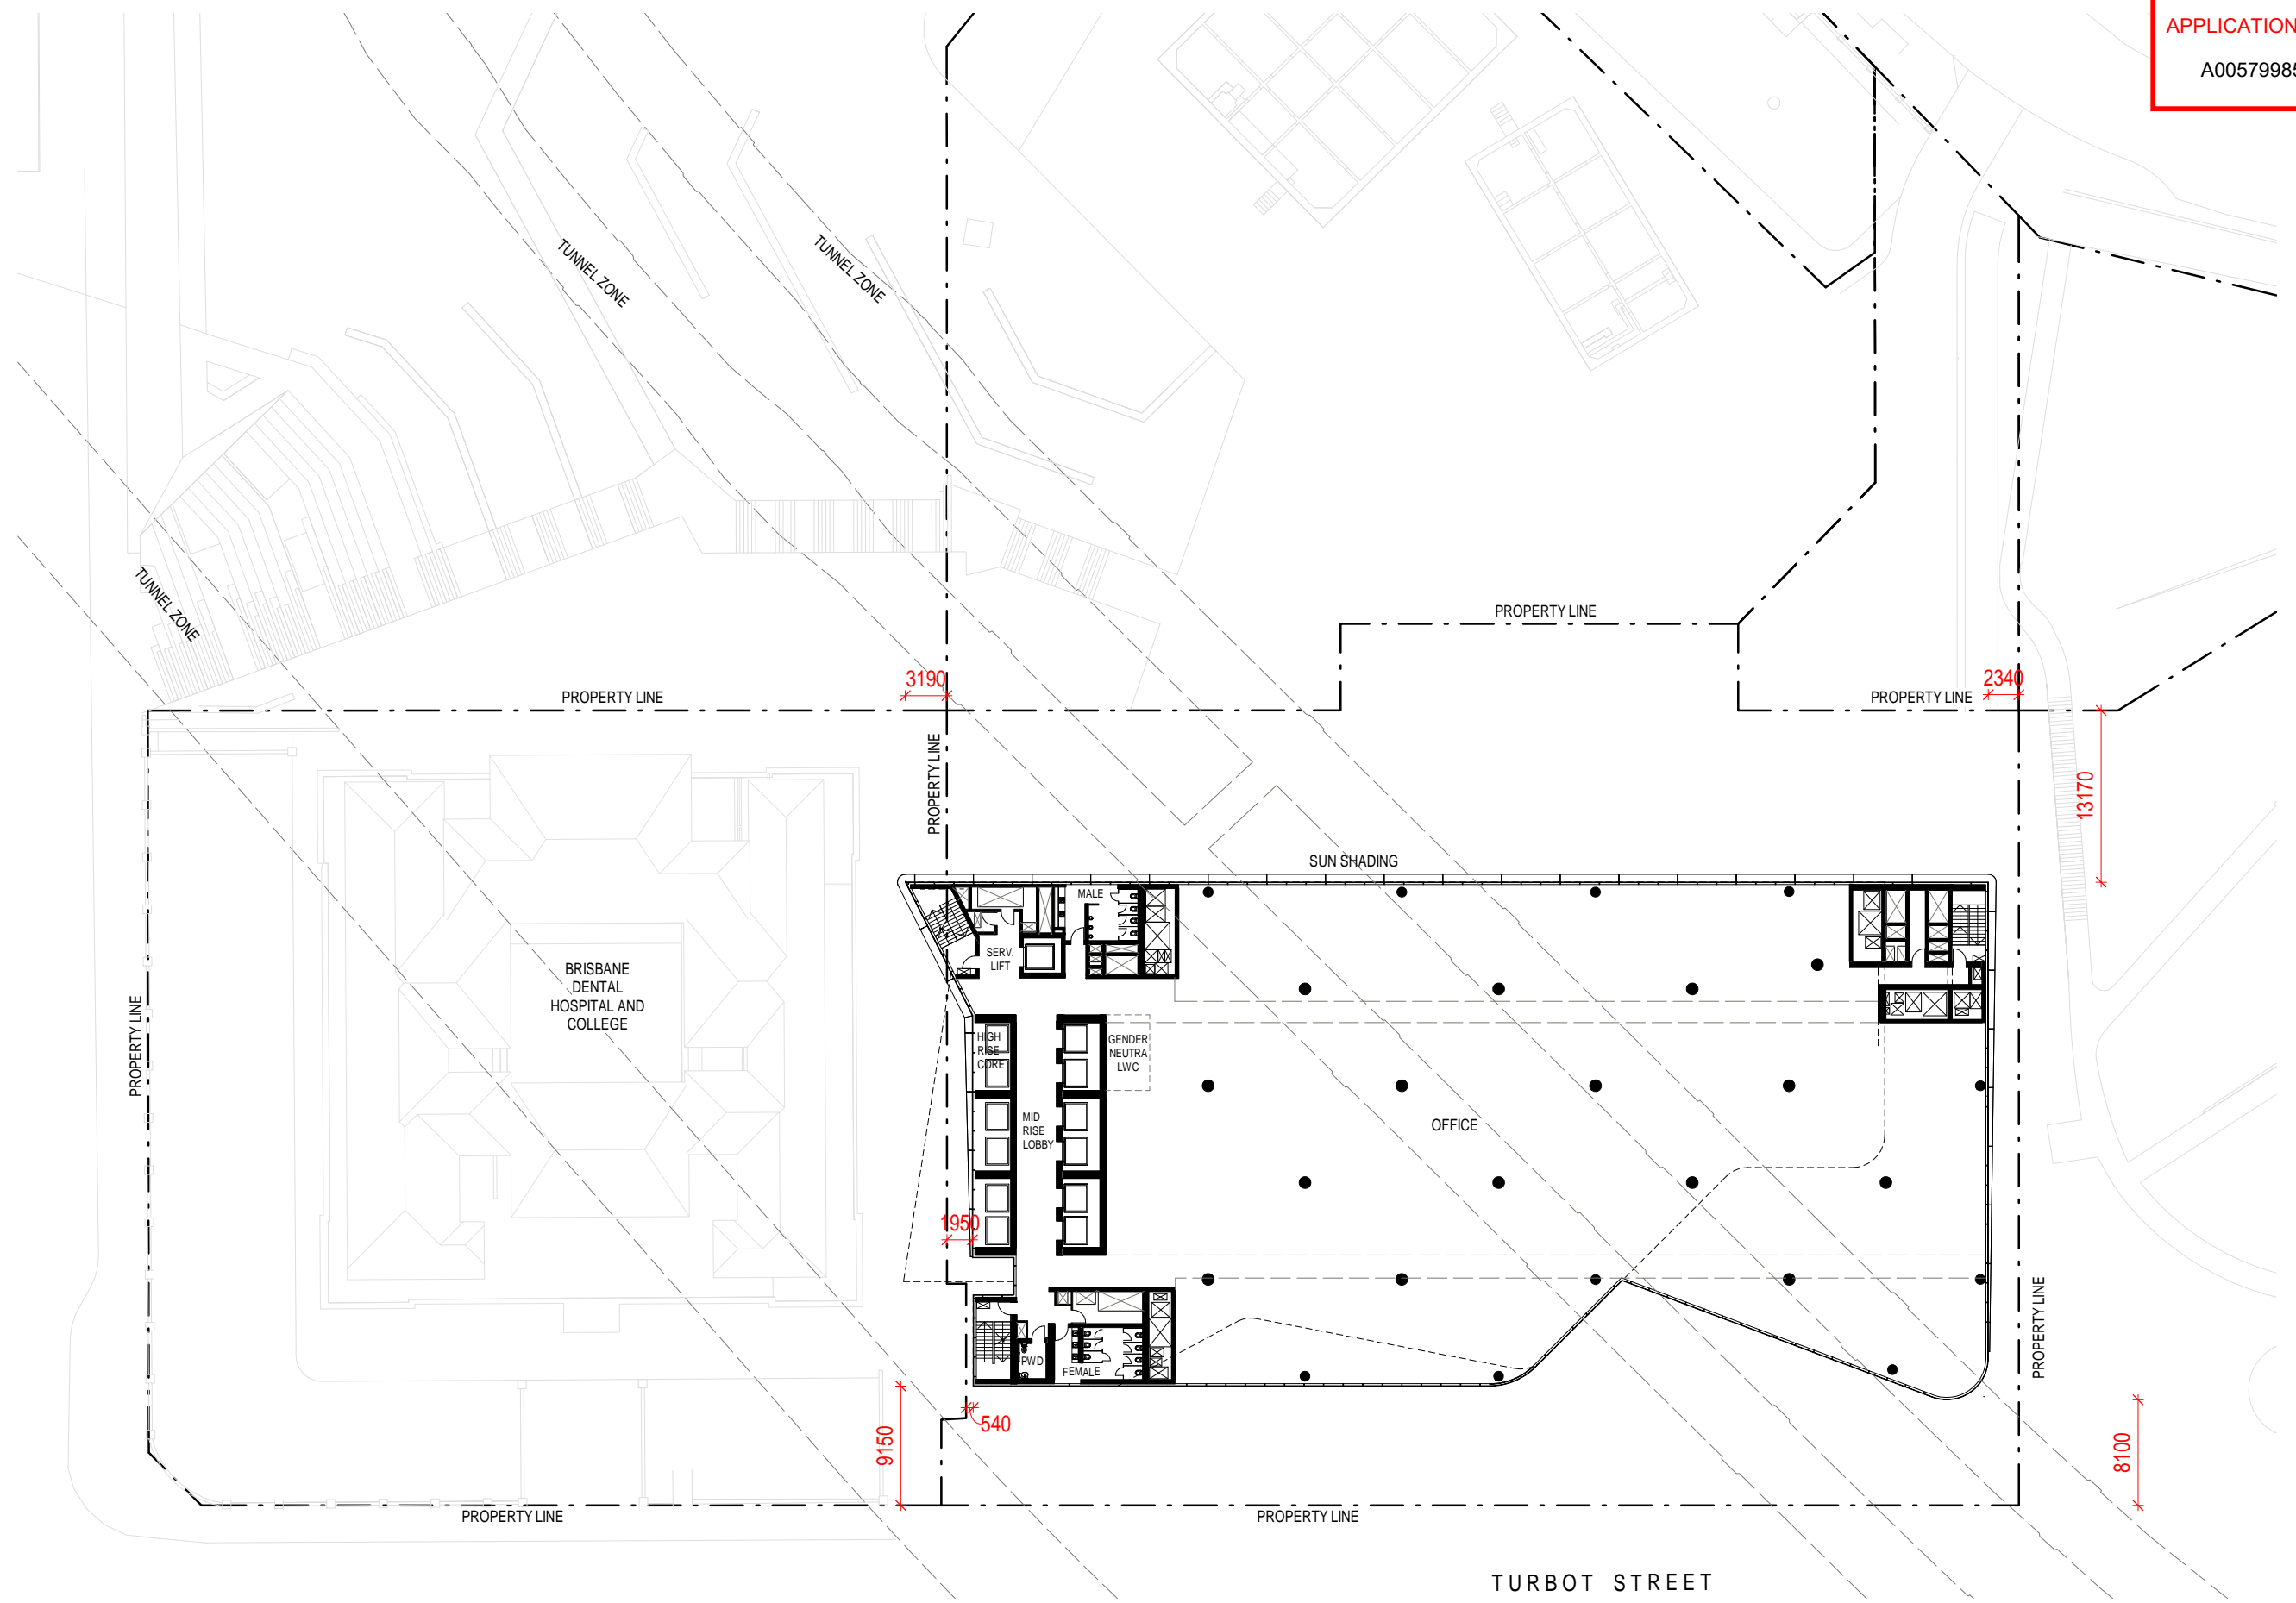 APPLICATION
A00579985
TUNNEL ZONE
TUNNEL ZONE
TUNNEL ZONE
PROPERTY LINE
3190
2340
PROPERTY LINE
PROPERTY LINE
PROPERTY LINE
13170
SUN SHADING
MALE
SERV.
LIFT
BRISBANE
DENTAL
HOSPITAL AND
COLLEGE
PROPERTY LINE
HIGH
RISE
CORE
GENDER
NEUTRA
LWC
MID
RISE
LOBBY
OFFICE
1950
PROPERTY LINE
PWD
FEMALE
540
9150
8100
PROPERTY LINE
PROPERTY LINE
TURBOT STREET